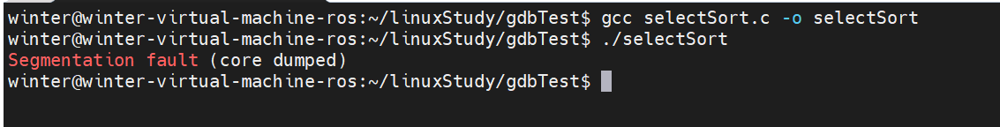 winter@winter-virtual-machine-ros:~/linuxStudy/gdbTest$ gcc selectSort.c -o selectSort
winter@winter-virtual-machine-ros:~/linuxStudy/gdbTest$ ./selectSort
Segmentation fault (core dumped)
winter@winter-virtual-machine-ros:~/linuxStudy/gdbTest$